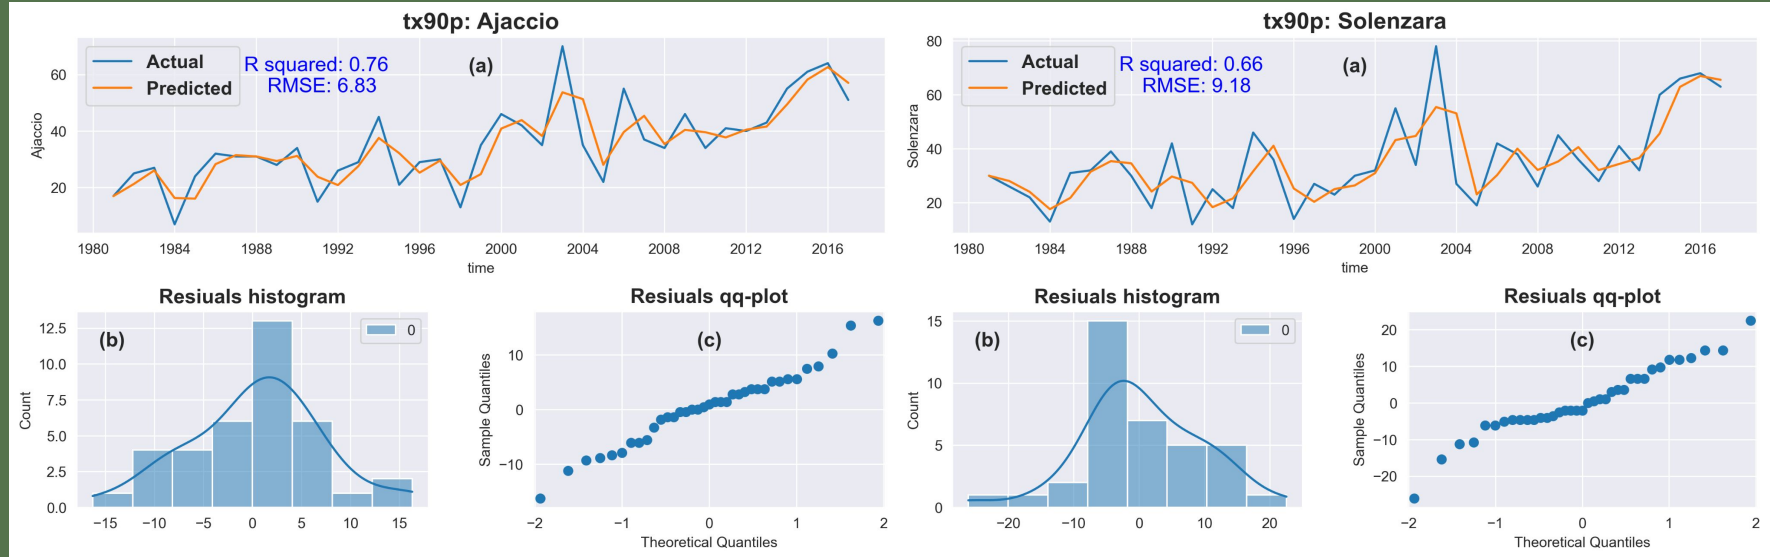 tx90p: Ajaccio
Actual
Predicted
R squared: 0.76
RMSE: 6.83
(a)
Ajaccio
60
40
20
1980 1984 1988 1992 1996 2000 2004 2008 2012 2016
time
tx90p: Solenzara
Actual
Predicted
R squared: 0.66
RMSE: 9.18
(a)
Solenzara
80
60
40
20
1980 1984 1988 1992 1996 2000 2004 2008 2012 2016
time
Resiuals histogram
(b)
0
Count
12.5
10.0
7.5
5.0
2.5
0.0
−15 −10 −5 0 5 10 15
Resiuals qq-plot
(c)
Sample Quantiles
10
0
−10
−2 −1 0 1 2
Theoretical Quantiles
Resiuals histogram
(b)
0
Count
15
10
5
0
−20 −10 0 10 20
Resiuals qq-plot
(c)
Sample Quantiles
20
10
0
−10
−20
−2 −1 0 1 2
Theoretical Quantiles